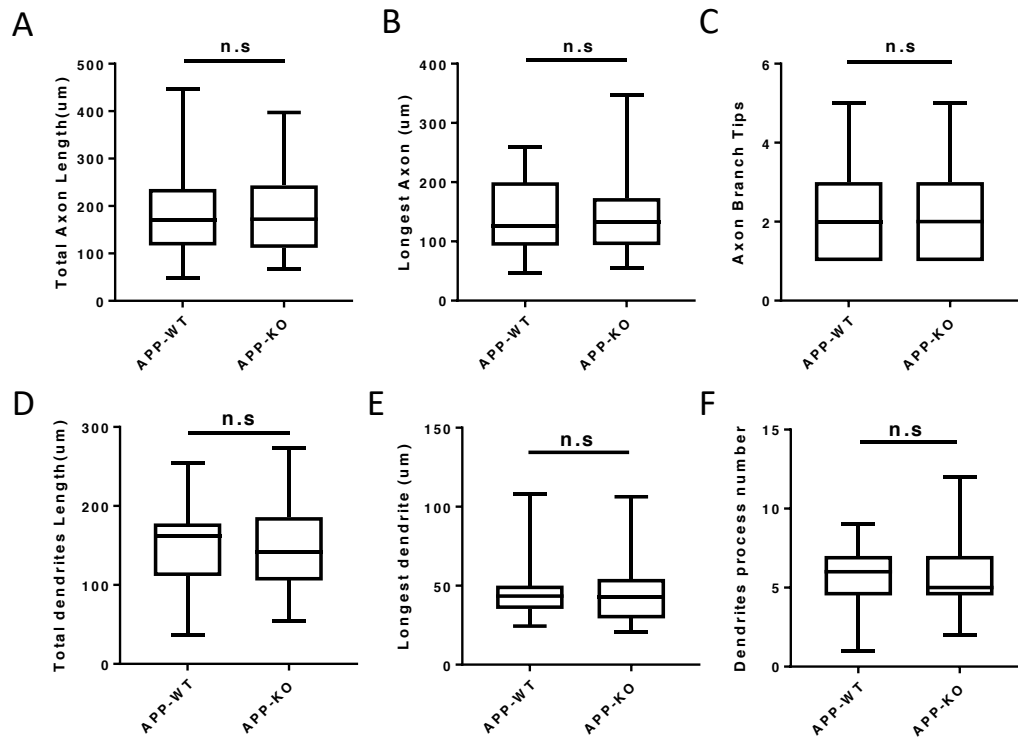 A
n.s
Total Axon Length(um)
500
400
300
200
100
0
APP-WT
APP-KO
B
n.s
Longest Axon (um)
400
300
200
100
0
APP-WT
APP-KO
C
n.s
Axon Branch Tips
6
4
2
0
APP-WT
APP-KO
D
n.s
Total dendrites Length(um)
300
200
100
0
APP-WT
APP-KO
E
n.s
Longest dendrite (um)
150
100
50
0
APP-WT
APP-KO
F
n.s
Dendrites process number
15
10
5
0
APP-WT
APP-KO